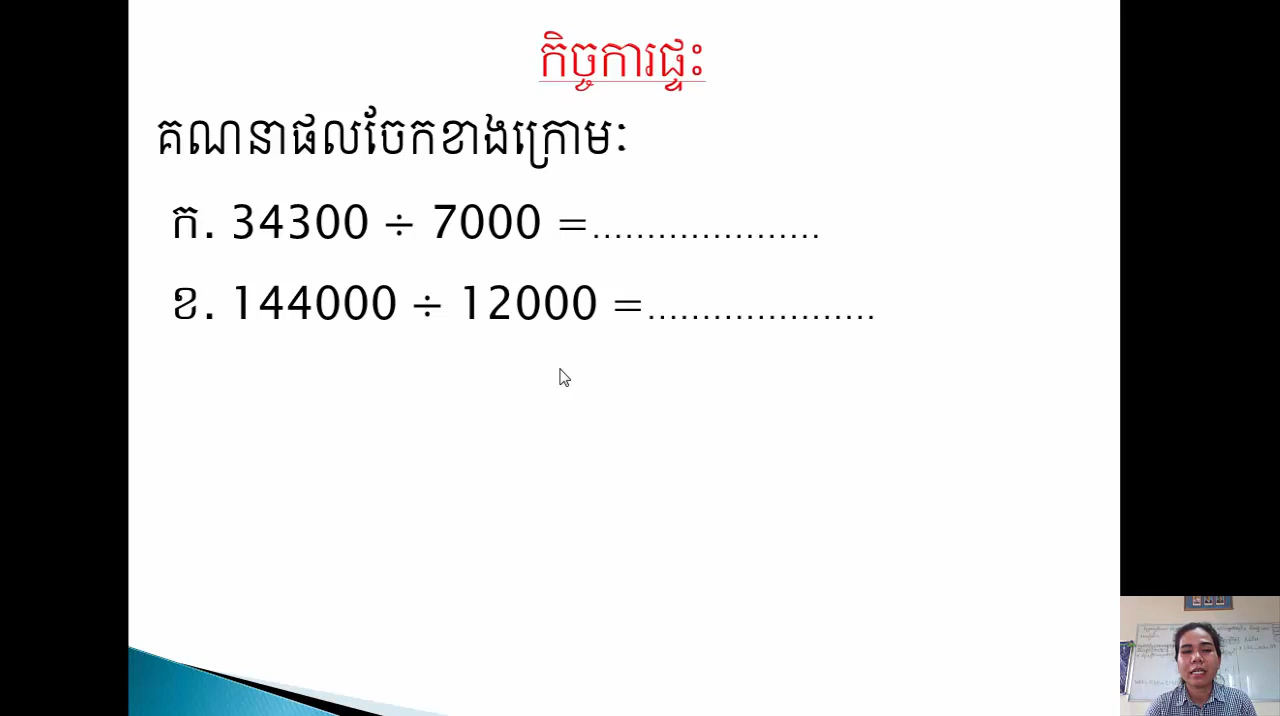 កិច្ចការផ្ទះ
គណនាផលចែកខាងក្រោមៈ
ក. 34300 ÷ 7000 =.....................
ខ. 144000 ÷ 12000 =.....................